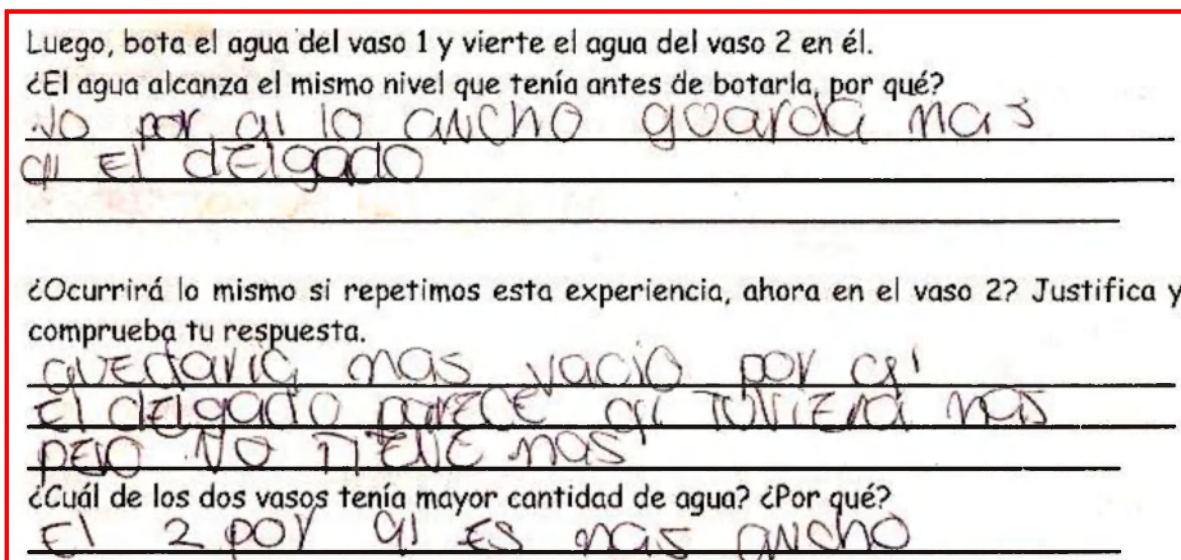 Luego, bota el agua del vaso 1 y vierte el agua del vaso 2 en él.
¿El agua alcanza el mismo nivel que tenía antes de botarla, por qué?
No por qi lo ancho guarda mas
qi El dElgado
¿Ocurrirá lo mismo si repetimos esta experiencia, ahora en el vaso 2? Justifica y
comprueba tu respuesta.
quEdaria mas vacio por qi
El dElgado parECE qi TUViEra mas
pEro NO TIENE mas
¿Cuál de los dos vasos tenía mayor cantidad de agua? ¿Por qué?
El 2 por qi ES mas ancho